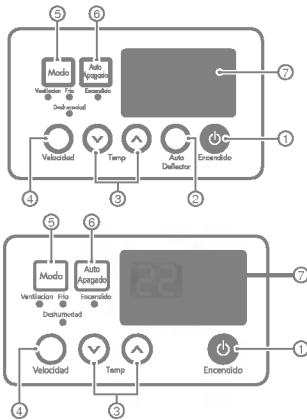 ⑤ ⑥
Modo Auto Apagado
Ventilacion Frio Encendido
Deshumedad
⑦
①
④ Velocidad Temp Auto Deflector Encendido
③ ②
⑤ ⑥
Modo Auto Apagado
22
⑦
Ventilacion Frio Encendido
Deshumedad
①
Velocidad Temp Encendido
④ ③